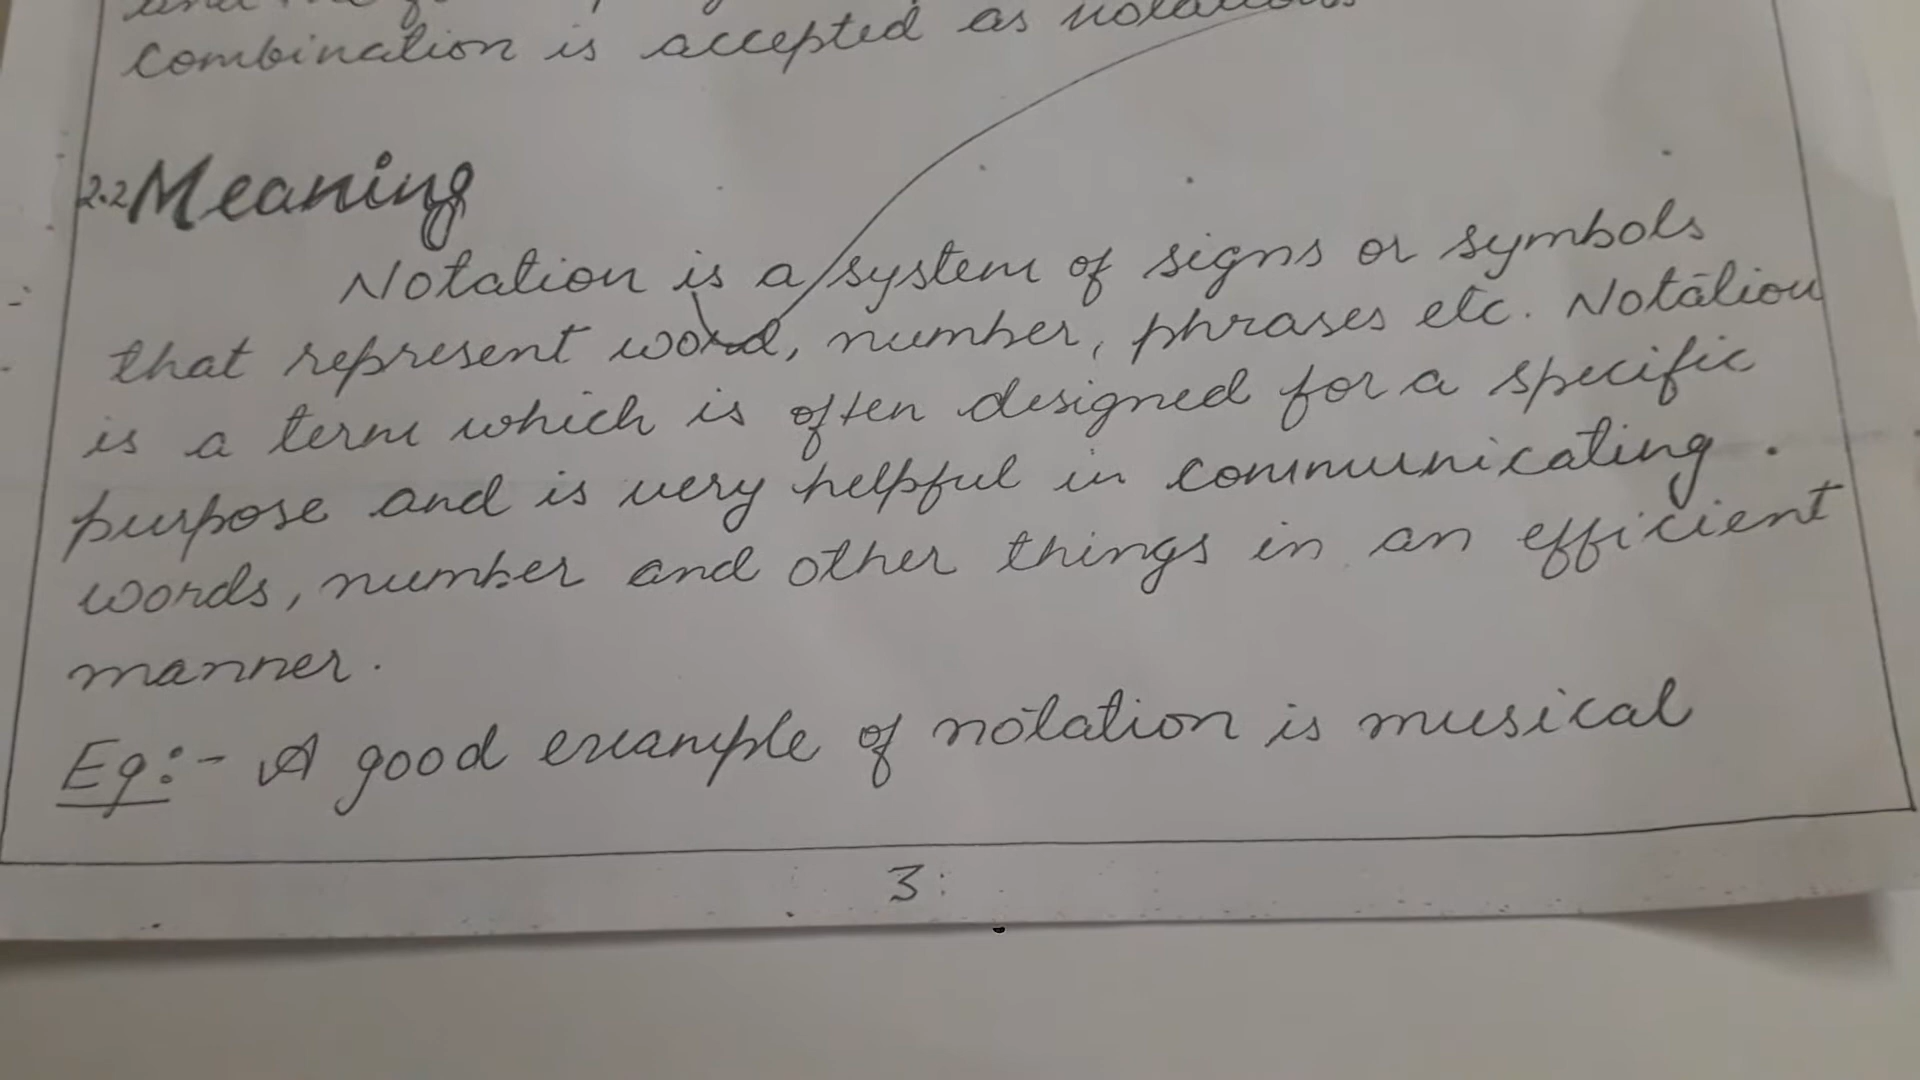 combination is accepted as notations
2.2 Meaning
Notation is a system of signs or symbols
that represent word, number, phrases etc. Notation
is a term which is often designed for a specific
purpose and is very helpful in communicating.
words, number and other things in an efficient
manner.
Eg:- A good example of notation is musical
3